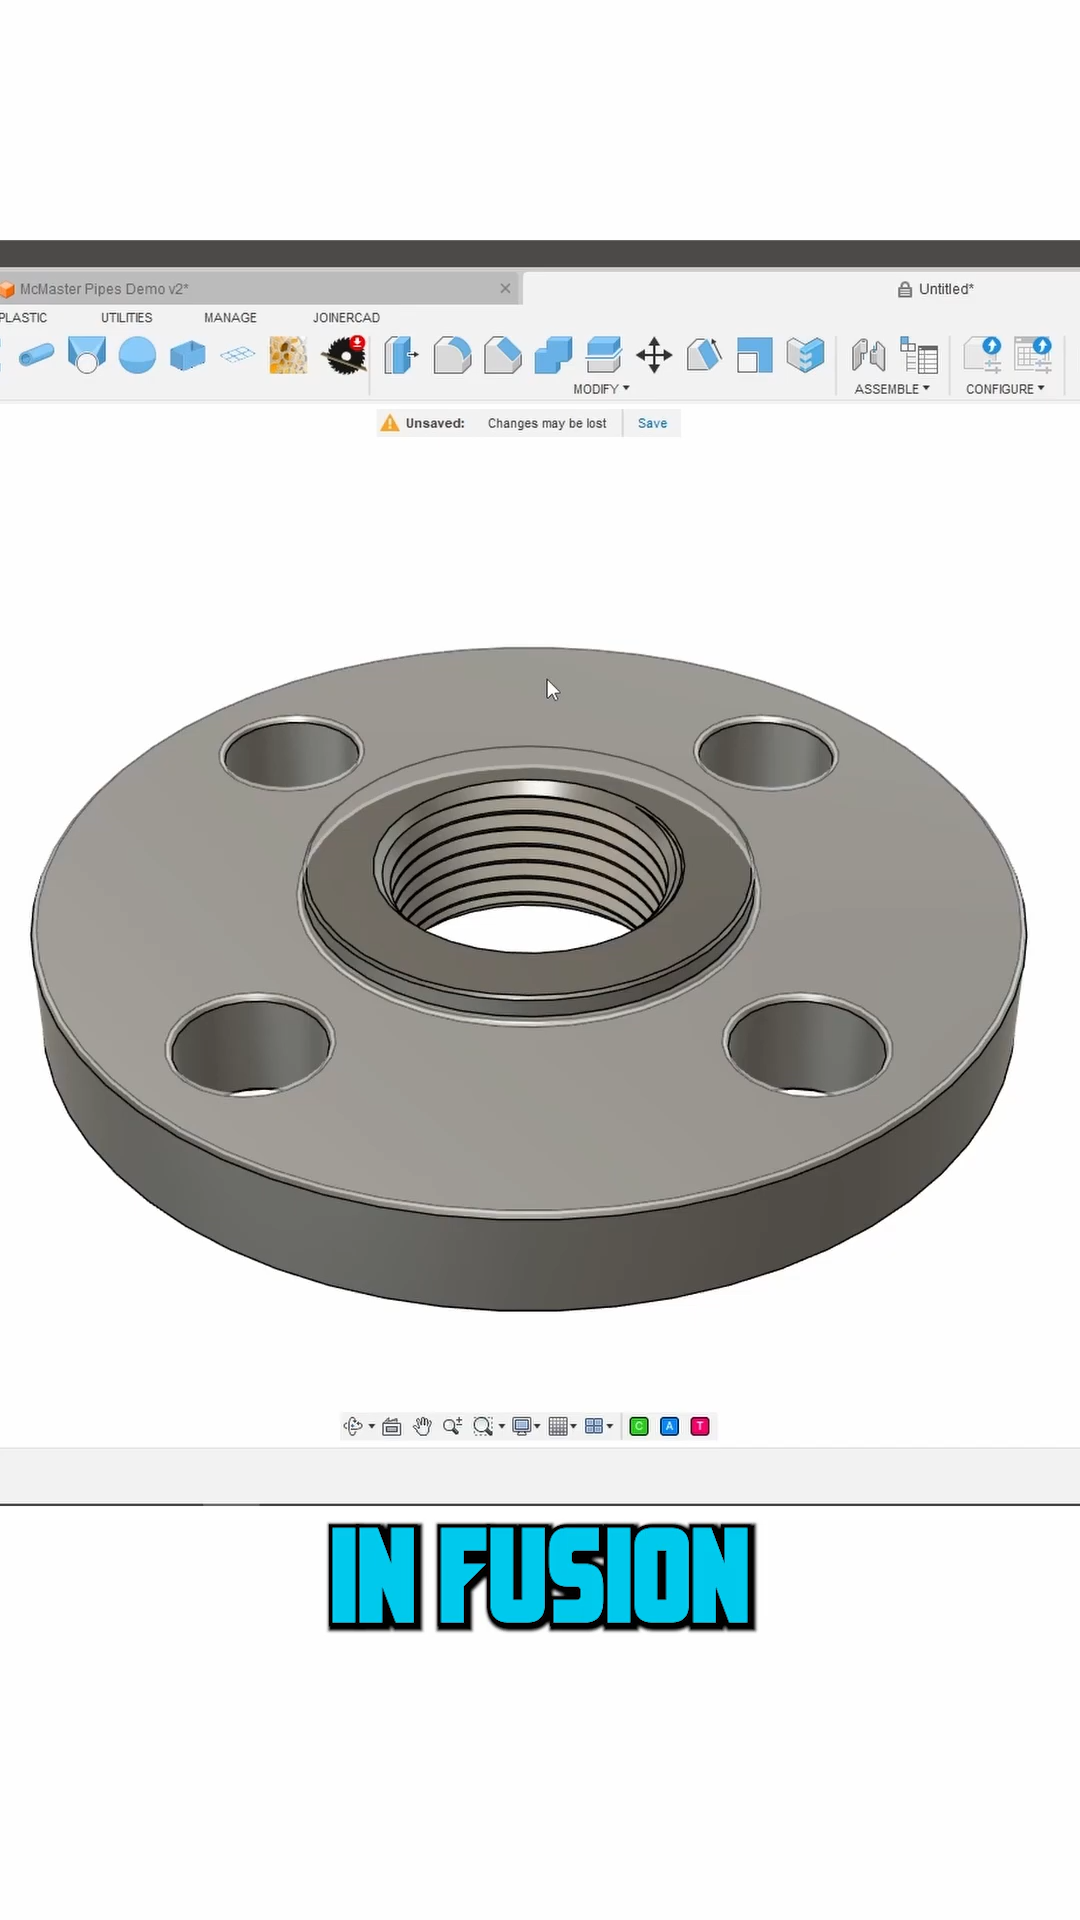 McMaster Pipes Demo v2*
Untitled*
PLASTIC UTILITIES MANAGE JOINERCAD
MODIFY ASSEMBLE CONFIGURE
Unsaved: Changes may be lost Save
C A T
IN FUSION